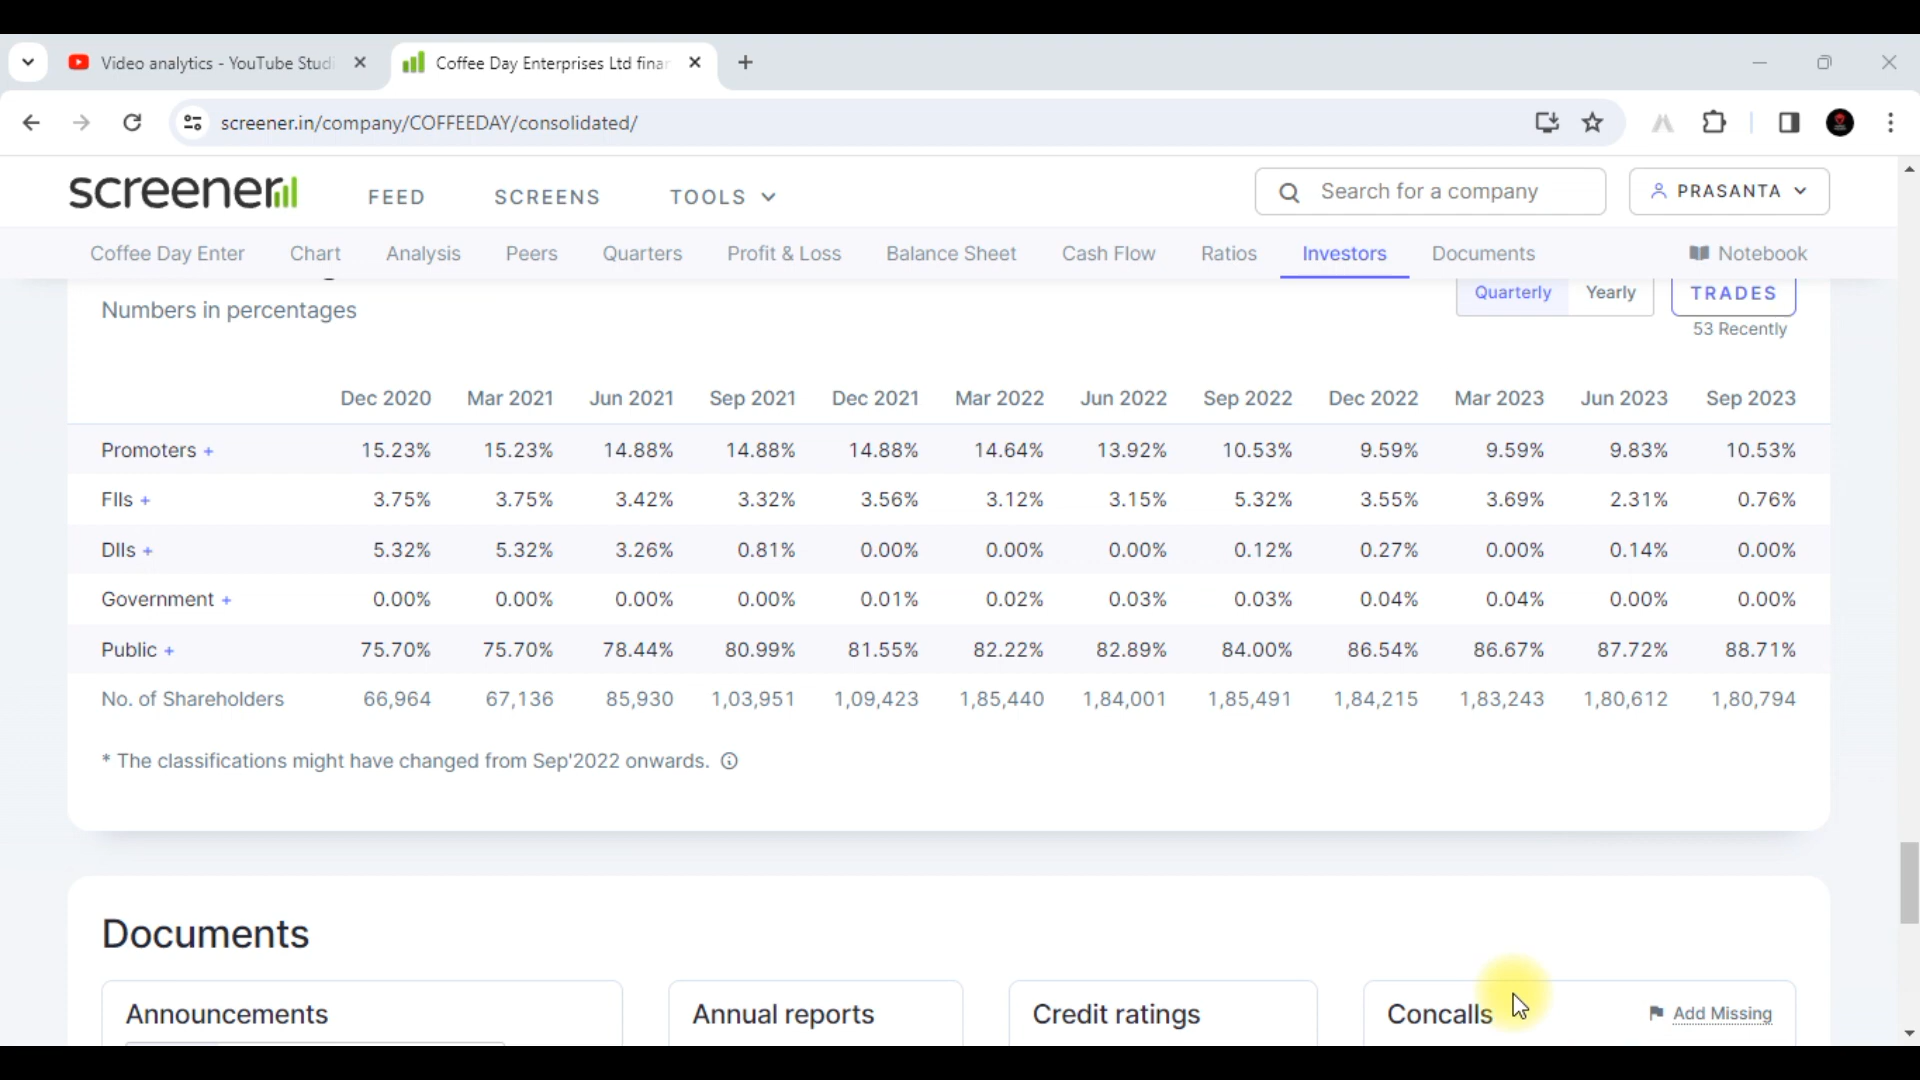 Video analytics - YouTube Studi
Coffee Day Enterprises Ltd finan
screener.in/company/COFFEEDAY/consolidated/
screener
FEED
SCREENS
TOOLS
Search for a company
PRASANTA
Coffee Day Enter
Chart
Analysis
Peers
Quarters
Profit & Loss
Balance Sheet
Cash Flow
Ratios
Investors
Documents
Notebook
Numbers in percentages
Quarterly
Yearly
TRADES
53 Recently
Dec 2020 Mar 2021 Jun 2021 Sep 2021 Dec 2021 Mar 2022 Jun 2022 Sep 2022 Dec 2022 Mar 2023 Jun 2023 Sep 2023
Promoters + 15.23% 15.23% 14.88% 14.88% 14.88% 14.64% 13.92% 10.53% 9.59% 9.59% 9.83% 10.53%
FIIs + 3.75% 3.75% 3.42% 3.32% 3.56% 3.12% 3.15% 5.32% 3.55% 3.69% 2.31% 0.76%
DIIs + 5.32% 5.32% 3.26% 0.81% 0.00% 0.00% 0.00% 0.12% 0.27% 0.00% 0.14% 0.00%
Government + 0.00% 0.00% 0.00% 0.00% 0.01% 0.02% 0.03% 0.03% 0.04% 0.04% 0.00% 0.00%
Public + 75.70% 75.70% 78.44% 80.99% 81.55% 82.22% 82.89% 84.00% 86.54% 86.67% 87.72% 88.71%
No. of Shareholders 66,964 67,136 85,930 1,03,951 1,09,423 1,85,440 1,84,001 1,85,491 1,84,215 1,83,243 1,80,612 1,80,794
* The classifications might have changed from Sep'2022 onwards.
Documents
Announcements
Annual reports
Credit ratings
Concalls
Add Missing